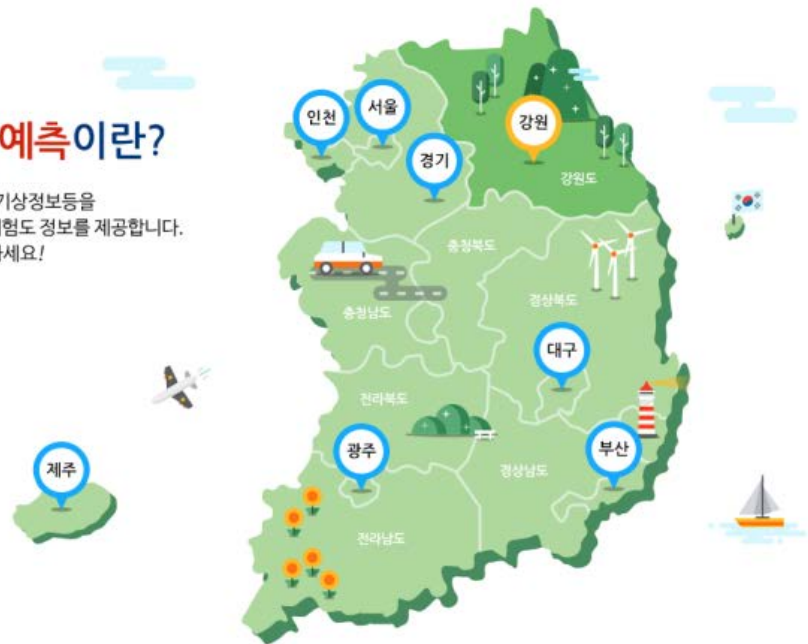 예측이란?
기상정보등을
험도 정보를 제공합니다.
세요!
인천
서울
경기
강원
강원도
충청북도
충청남도
경상북도
대구
전라북도
광주
부산
경상남도
전라남도
제주